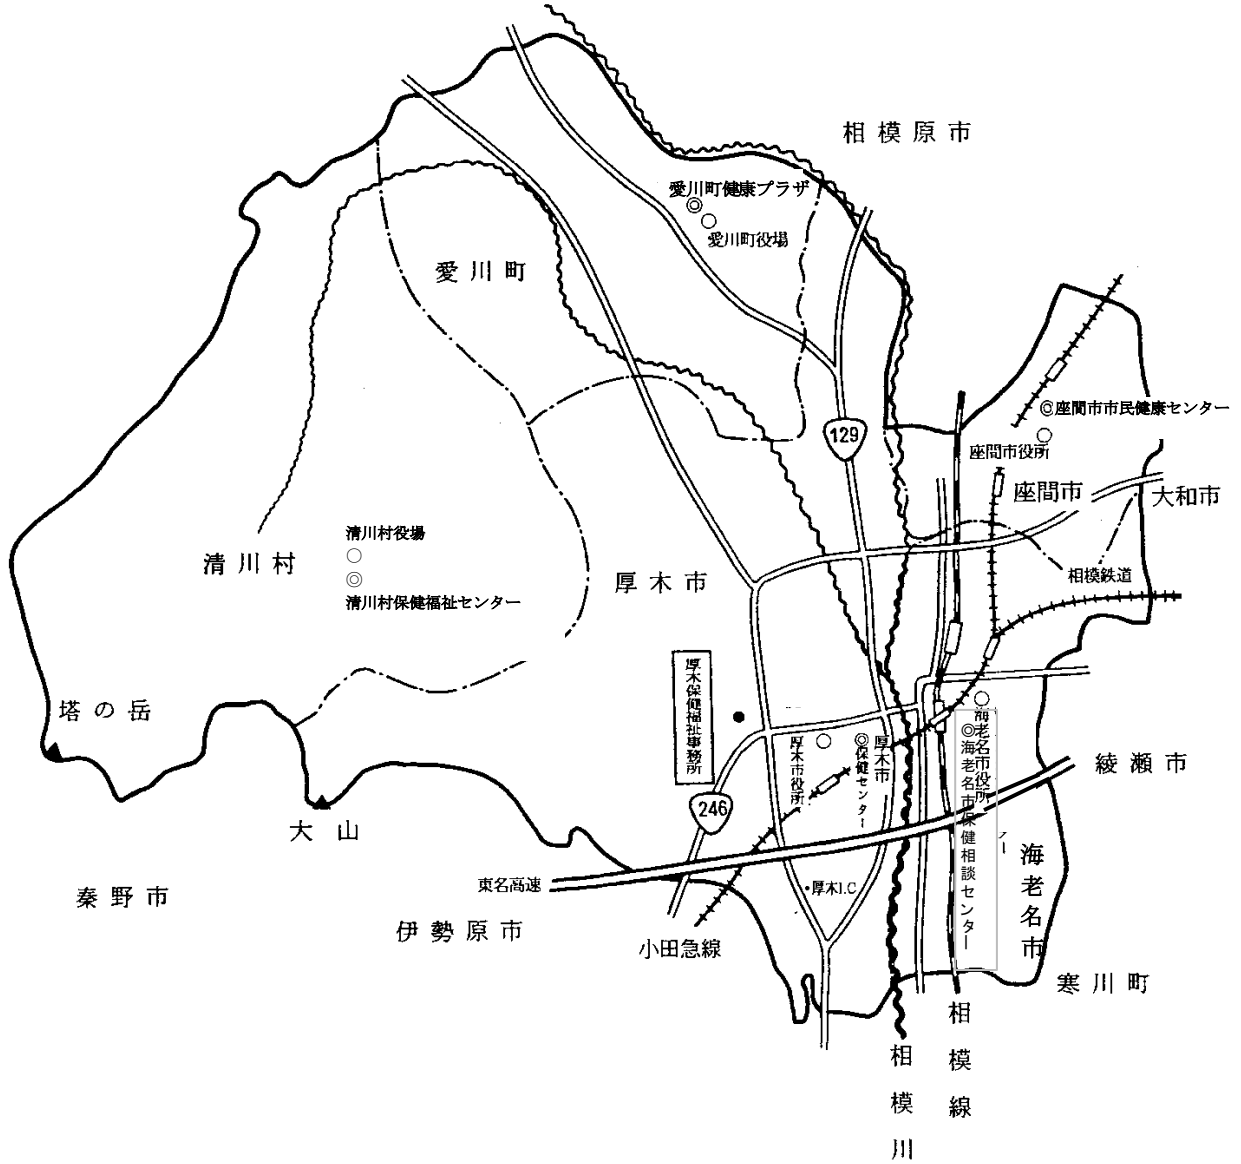 相模原市
愛川町健康プラザ
愛川町役場
愛川町
座間市市民健康センター
座間市役所
座間市
大和市
129
清川村役場
清川村
清川村保健福祉センター
厚木市
相模鉄道
厚木保健福祉事務所
塔の岳
海老名市役所
海老名市保健相談センター
厚木市役所
厚木市
保健センター
綾瀬市
246
大山
ァー
海老名市
東名高速
・厚木I.C
秦野市
伊勢原市
小田急線
寒川町
相模線
相模川